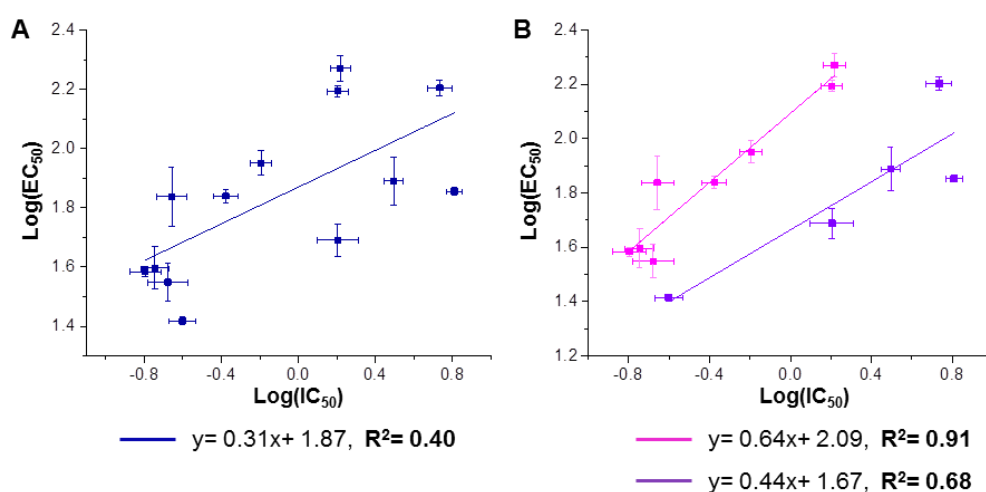 A
2.4
2.2
2.0
1.8
1.6
1.4
Log(EC₅₀)
-0.8
-0.4
0.0
0.4
0.8
Log(IC₅₀)
y= 0.31x+ 1.87, R²= 0.40
B
2.4
2.2
2.0
1.8
1.6
1.4
1.2
Log(EC₅₀)
-0.8
-0.4
0.0
0.4
0.8
Log(IC₅₀)
y= 0.64x+ 2.09, R²= 0.91
y= 0.44x+ 1.67, R²= 0.68